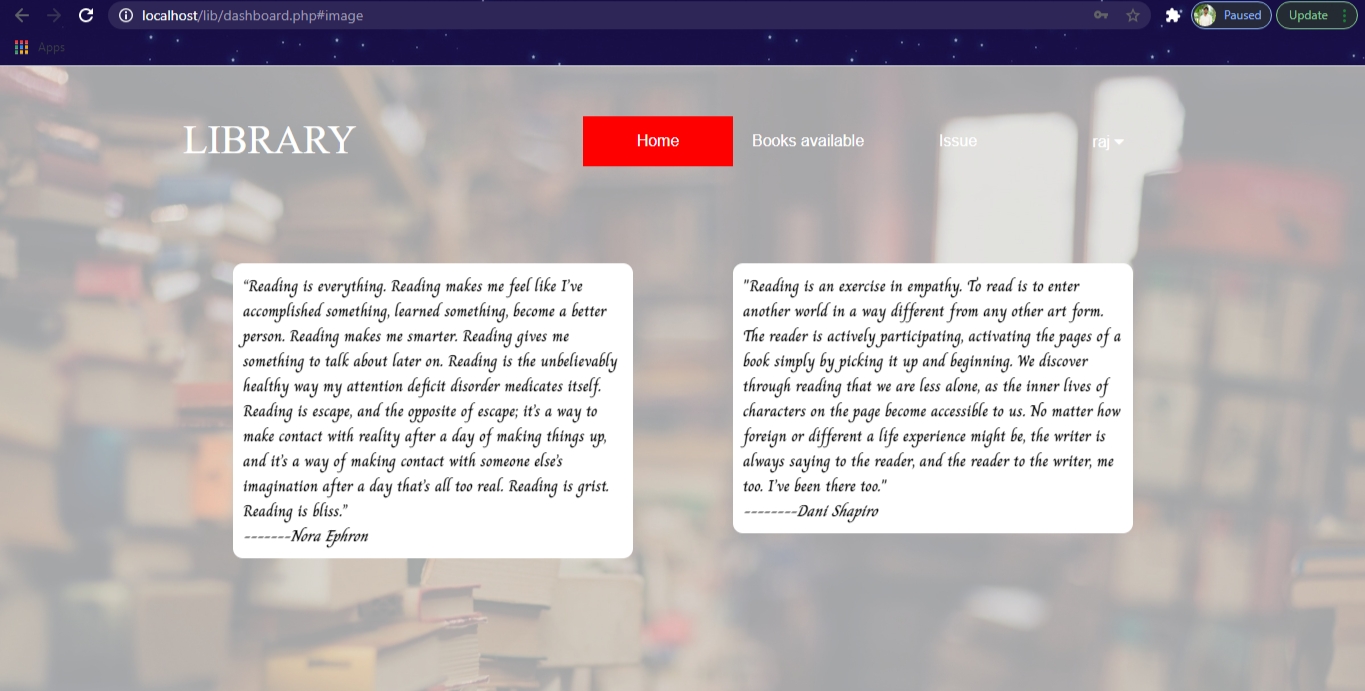 localhost/lib/dashboard.php#image
Paused
Update
Apps
LIBRARY
Home
Books available
Issue
raj
“Reading is everything. Reading makes me feel like I’ve
accomplished something, learned something, become a better
person. Reading makes me smarter. Reading gives me
something to talk about later on. Reading is the unbelievably
healthy way my attention deficit disorder medicates itself.
Reading is escape, and the opposite of escape; it’s a way to
make contact with reality after a day of making things up,
and it’s a way of making contact with someone else’s
imagination after a day that’s all too real. Reading is grist.
Reading is bliss.”
-------Nora Ephron
"Reading is an exercise in empathy. To read is to enter
another world in a way different from any other art form.
The reader is actively participating, activating the pages of a
book simply by picking it up and beginning. We discover
through reading that we are less alone, as the inner lives of
characters on the page become accessible to us. No matter how
foreign or different a life experience might be, the writer is
always saying to the reader, and the reader to the writer, me
too. I’ve been there too."
--------Dani Shapiro